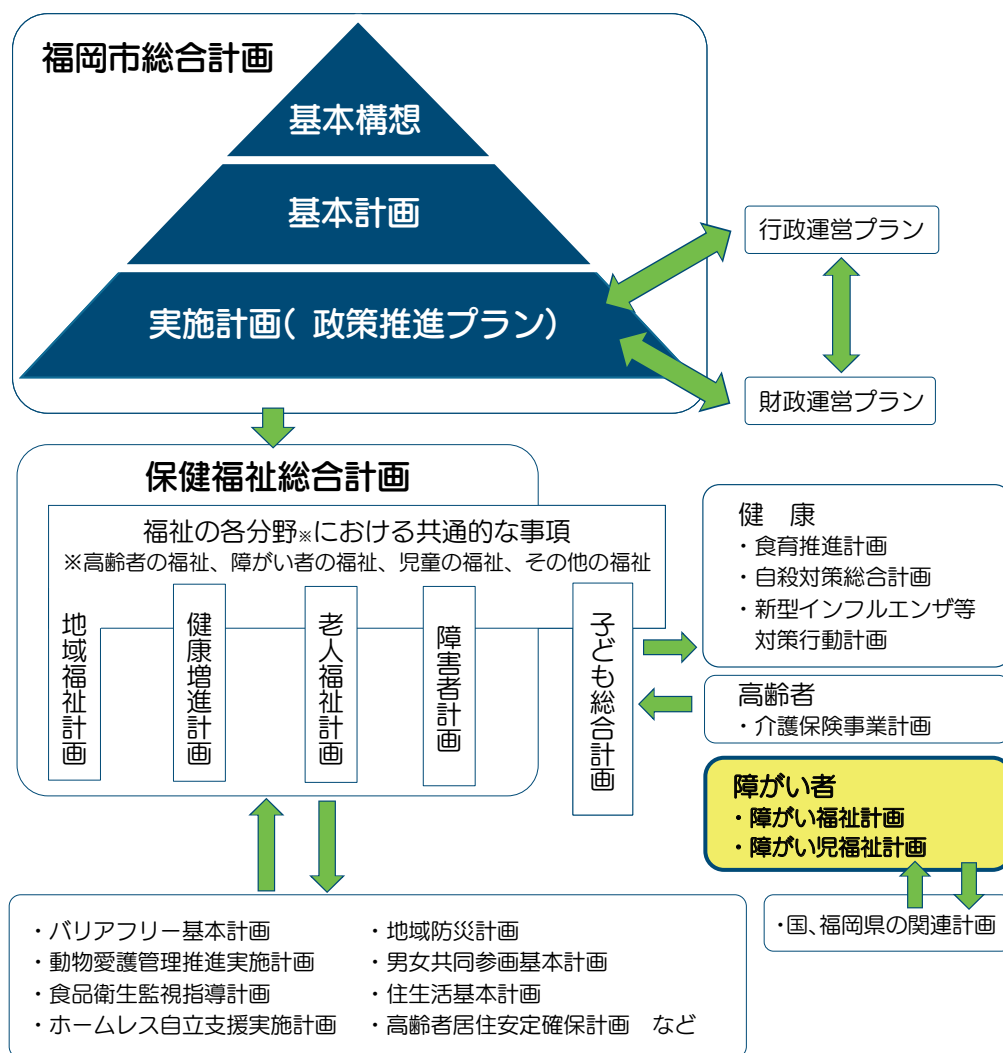 福岡市総合計画
基本構想
基本計画
実施計画( 政策推進プラン)
行政運営プラン
財政運営プラン
保健福祉総合計画
福祉の各分野※における共通的な事項
※高齢者の福祉、障がい者の福祉、児童の福祉、その他の福祉
地域福祉計画
健康増進計画
老人福祉計画
障害者計画
子ども総合計画
健　康
・食育推進計画
・自殺対策総合計画
・新型インフルエンザ等
対策行動計画
高齢者
・介護保険事業計画
障がい者
・障がい福祉計画
・障がい児福祉計画
・国、福岡県の関連計画
・バリアフリー基本計画
・動物愛護管理推進実施計画
・食品衛生監視指導計画
・ホームレス自立支援実施計画
・地域防災計画
・男女共同参画基本計画
・住生活基本計画
・高齢者居住安定確保計画　など